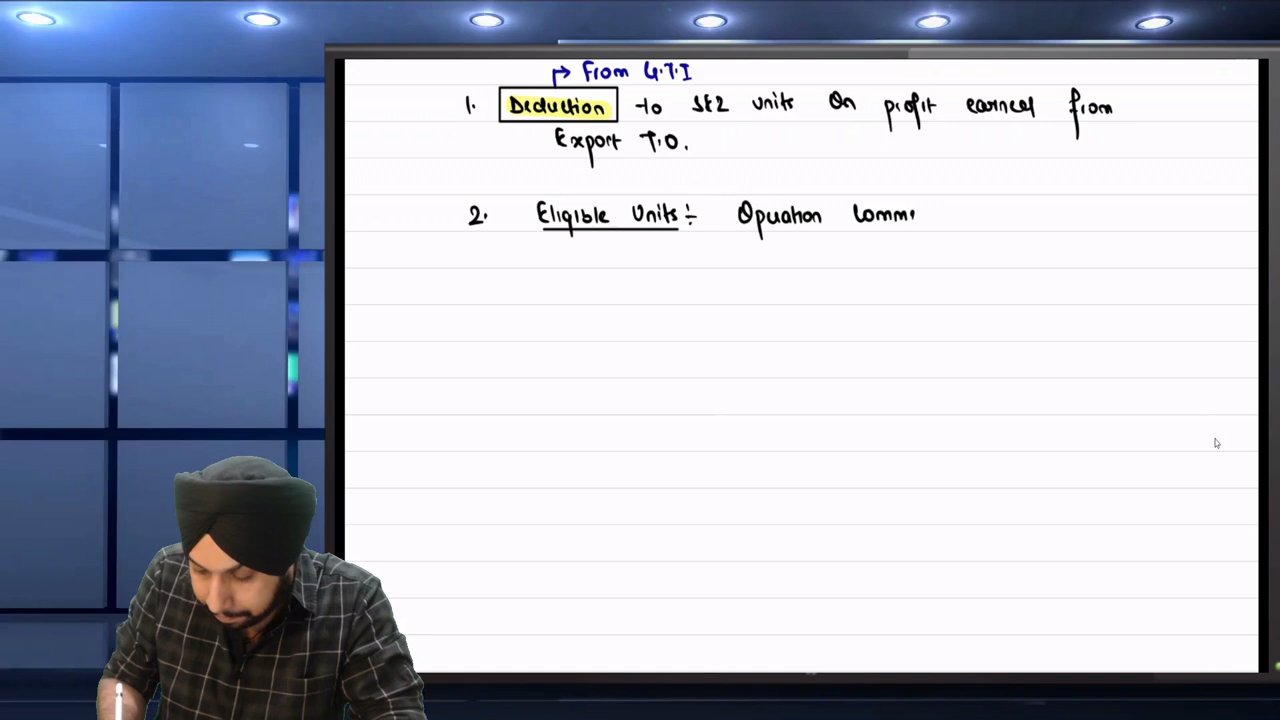 From G.T.I
1. Deduction to SEZ units on profit earned from
Export T.O.
2. Eligible Units :- Operation Comm